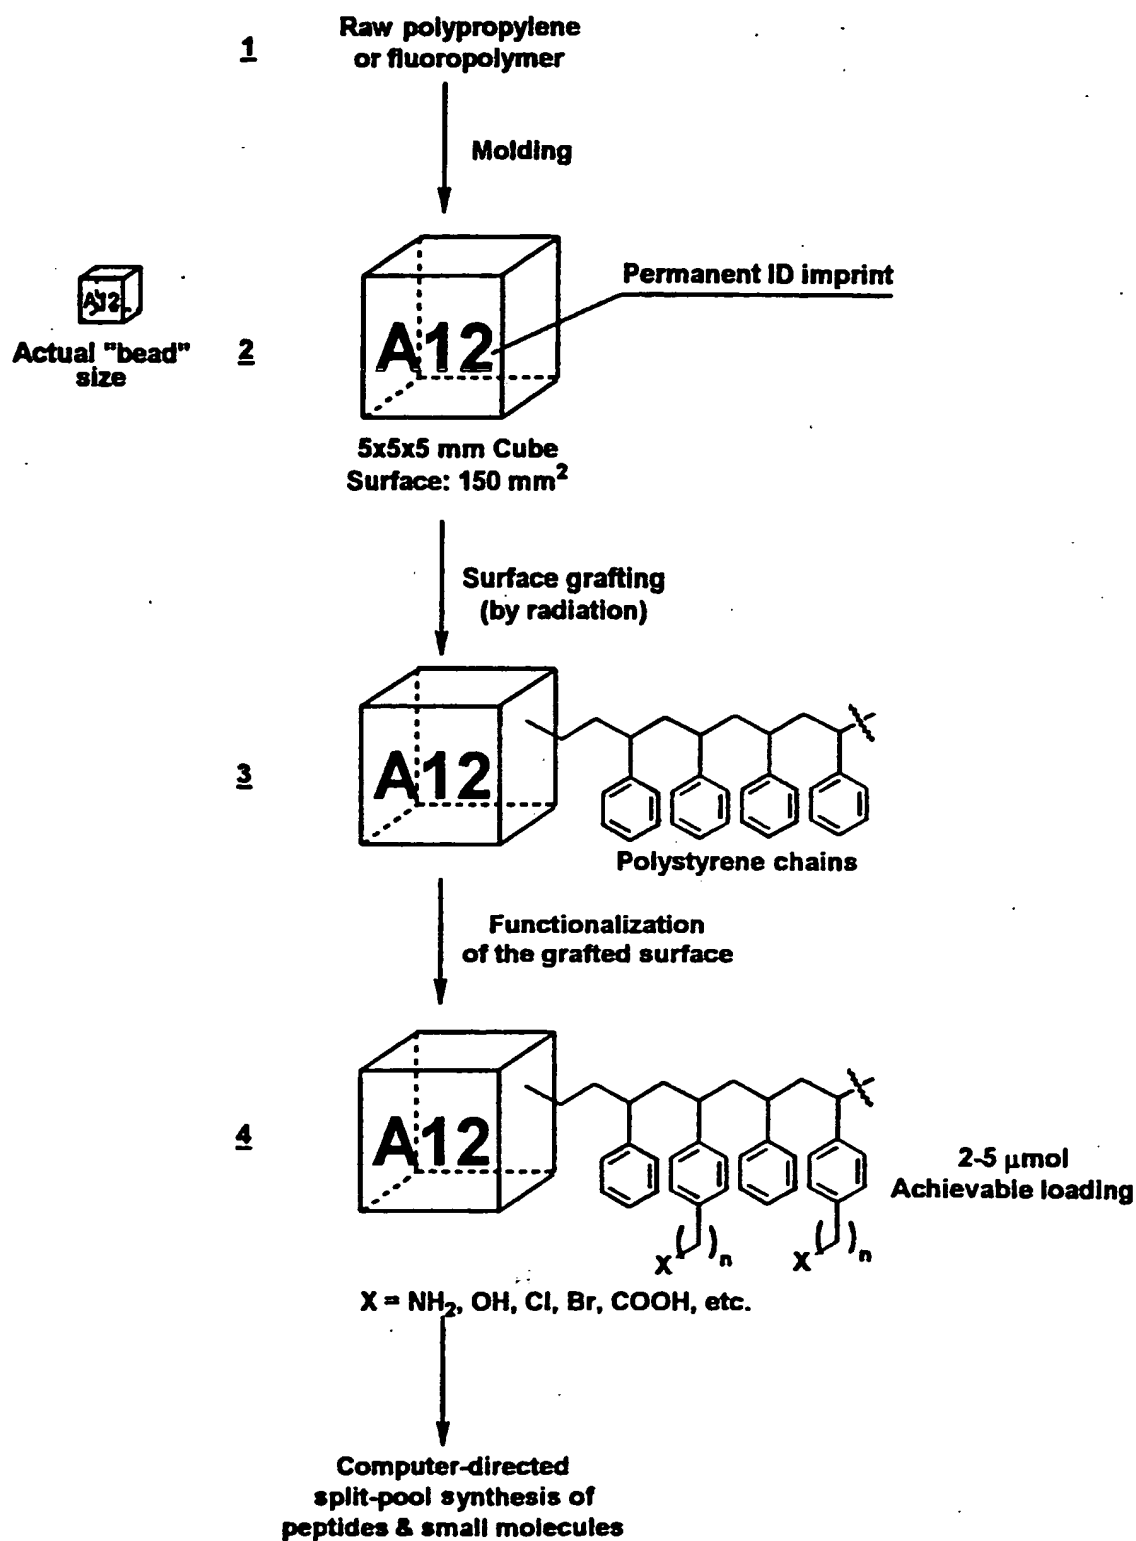 1
Raw polypropylene
or fluoropolymer
Molding
A12
Actual "bead"
size
2
A12
Permanent ID imprint
5x5x5 mm Cube
Surface: 150 mm²
Surface grafting
(by radiation)
3
A12
Polystyrene chains
Functionalization
of the grafted surface
4
A12
X ( )n X ( )n
2-5 μmol
Achievable loading
X = NH₂, OH, Cl, Br, COOH, etc.
Computer-directed
split-pool synthesis of
peptides & small molecules